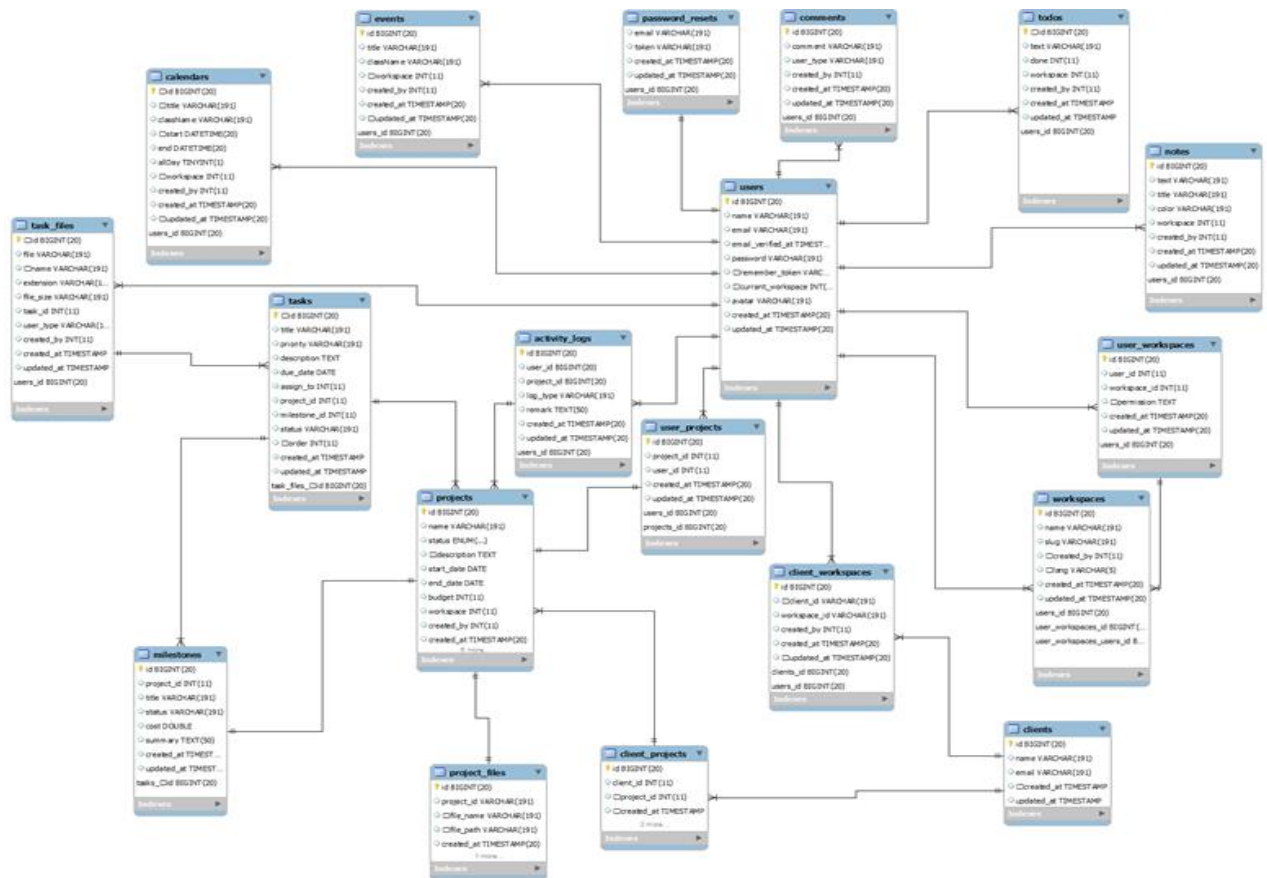 events
id BIGINT(20)
title VARCHAR(191)
className VARCHAR(191)
workspace INT(11)
created_by INT(11)
created_at TIMESTAMP(20)
updated_at TIMESTAMP(20)
users_id BIGINT(20)
Indexes
password_resets
email VARCHAR(191)
token VARCHAR(191)
created_at TIMESTAMP(20)
updated_at TIMESTAMP(20)
users_id BIGINT(20)
Indexes
comments
id BIGINT(20)
comment VARCHAR(191)
user_type VARCHAR(191)
created_by INT(11)
created_at TIMESTAMP(20)
updated_at TIMESTAMP(20)
users_id BIGINT(20)
Indexes
todos
id BIGINT(20)
text VARCHAR(191)
done INT(11)
workspace INT(11)
created_by INT(11)
created_at TIMESTAMP
updated_at TIMESTAMP
users_id BIGINT(20)
Indexes
calendars
id BIGINT(20)
title VARCHAR(191)
className VARCHAR(191)
start DATETIME(20)
end DATETIME(20)
allDay TINYINT(1)
workspace INT(11)
created_by INT(11)
created_at TIMESTAMP(20)
updated_at TIMESTAMP(20)
users_id BIGINT(20)
Indexes
notes
id BIGINT(20)
text VARCHAR(191)
title VARCHAR(191)
color VARCHAR(191)
workspace INT(11)
created_by INT(11)
created_at TIMESTAMP(20)
updated_at TIMESTAMP(20)
users_id BIGINT(20)
Indexes
users
id BIGINT(20)
name VARCHAR(191)
email VARCHAR(191)
email_verified_at TIMEST...
password VARCHAR(191)
remember_token VARC...
currant_workspace INT(...
avatar VARCHAR(191)
created_at TIMESTAMP(20)
updated_at TIMESTAMP(20)
Indexes
task_files
id BIGINT(20)
file VARCHAR(191)
name VARCHAR(191)
extension VARCHAR(1...
file_size VARCHAR(191)
task_id INT(11)
user_type VARCHAR(1...
created_by INT(11)
created_at TIMESTAMP
updated_at TIMESTAMP
users_id BIGINT(20)
Indexes
tasks
id BIGINT(20)
title VARCHAR(191)
priority VARCHAR(191)
description TEXT
due_date DATE
assign_to INT(11)
project_id INT(11)
milestone_id INT(11)
status VARCHAR(191)
order INT(11)
created_at TIMESTAMP
updated_at TIMESTAMP
task_files_id BIGINT(20)
Indexes
activity_logs
id BIGINT(20)
user_id BIGINT(20)
project_id BIGINT(20)
log_type VARCHAR(191)
remark TEXT(50)
created_at TIMESTAMP(20)
updated_at TIMESTAMP(20)
users_id BIGINT(20)
Indexes
user_workspaces
id BIGINT(20)
user_id INT(11)
workspace_id INT(11)
permission TEXT
created_at TIMESTAMP(20)
updated_at TIMESTAMP(20)
users_id BIGINT(20)
Indexes
user_projects
id BIGINT(20)
project_id INT(11)
user_id INT(11)
created_at TIMESTAMP(20)
updated_at TIMESTAMP(20)
users_id BIGINT(20)
projects_id BIGINT(20)
Indexes
projects
id BIGINT(20)
name VARCHAR(191)
status ENUM(...)
description TEXT
start_date DATE
end_date DATE
budget INT(11)
workspace INT(11)
created_by INT(11)
created_at TIMESTAMP(20)
more...
Indexes
workspaces
id BIGINT(20)
name VARCHAR(191)
slug VARCHAR(191)
created_by INT(11)
lang VARCHAR(5)
created_at TIMESTAMP(20)
updated_at TIMESTAMP(20)
users_id BIGINT(20)
user_workspaces_id BIGINT(...
user_workspaces_users_id B...
Indexes
client_workspaces
id BIGINT(20)
client_id VARCHAR(191)
workspace_id VARCHAR(191)
created_by INT(11)
created_at TIMESTAMP(20)
updated_at TIMESTAMP(20)
clients_id BIGINT(20)
users_id BIGINT(20)
Indexes
milestones
id BIGINT(20)
project_id INT(11)
title VARCHAR(191)
status VARCHAR(191)
cost DOUBLE
summary TEXT(50)
created_at TIMEST...
updated_at TIMEST...
tasks_id BIGINT(20)
Indexes
project_files
id BIGINT(20)
project_id VARCHAR(191)
file_name VARCHAR(191)
file_path VARCHAR(191)
created_at TIMESTAMP(20)
1 more...
Indexes
client_projects
id BIGINT(20)
client_id INT(11)
project_id INT(11)
created_at TIMESTAMP
more...
Indexes
clients
id BIGINT(20)
name VARCHAR(191)
email VARCHAR(191)
created_at TIMESTAMP
updated_at TIMESTAMP
Indexes